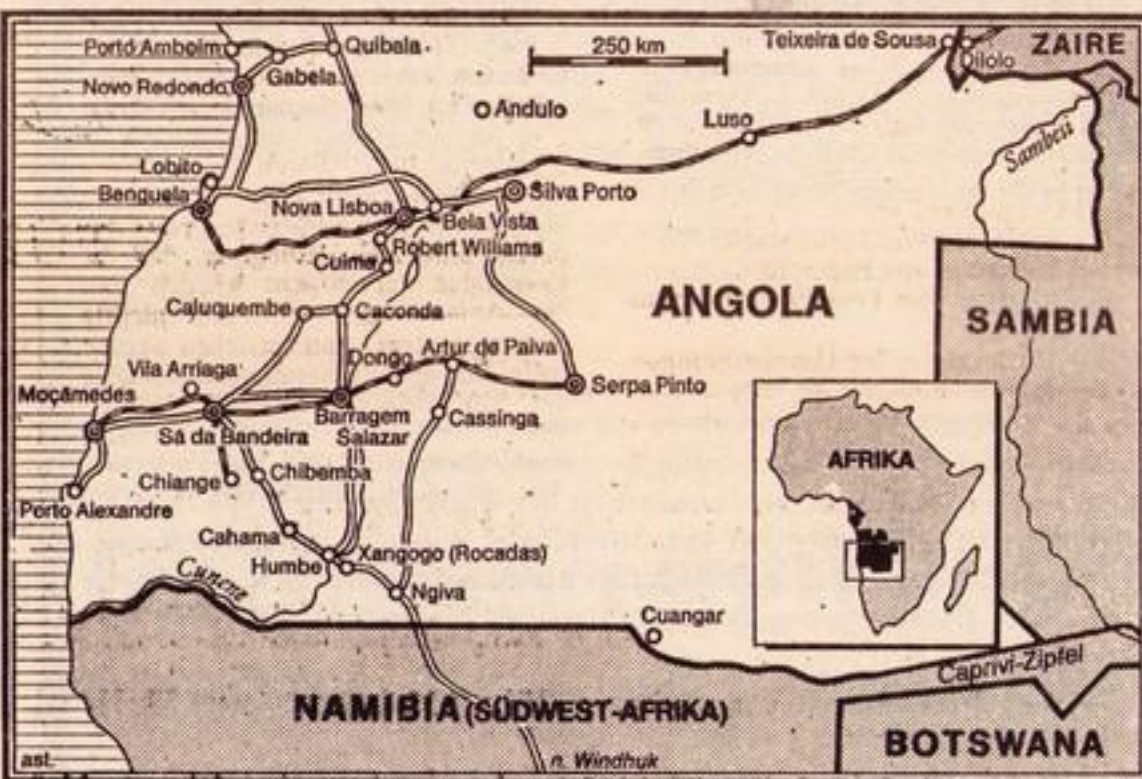 Porto Amboim
Quibala
250 km
Teixeira de Sousa
ZAIRE
Gabela
Dilolo
Novo Redondo
Andulo
Luso
Sambesi
Lobito
Benguela
Nova Lisboa
Silva Porto
Bela Vista
Robert Williams
Cuima
ANGOLA
Caluquembe
Caconda
SAMBIA
Vila Arriaga
Dongo
Artur de Paiva
Moçâmedes
Serpa Pinto
Barragem
Salazar
Cassinga
Sá da Bandeira
Chiange
Chibemba
AFRIKA
Porto Alexandre
Cahama
Xangogo (Rocadas)
Humbe
Cunene
Ngiva
Cuangar
Caprivi-Zipfel
NAMIBIA (SÜDWEST-AFRIKA)
BOTSWANA
ast.
n. Windhuk